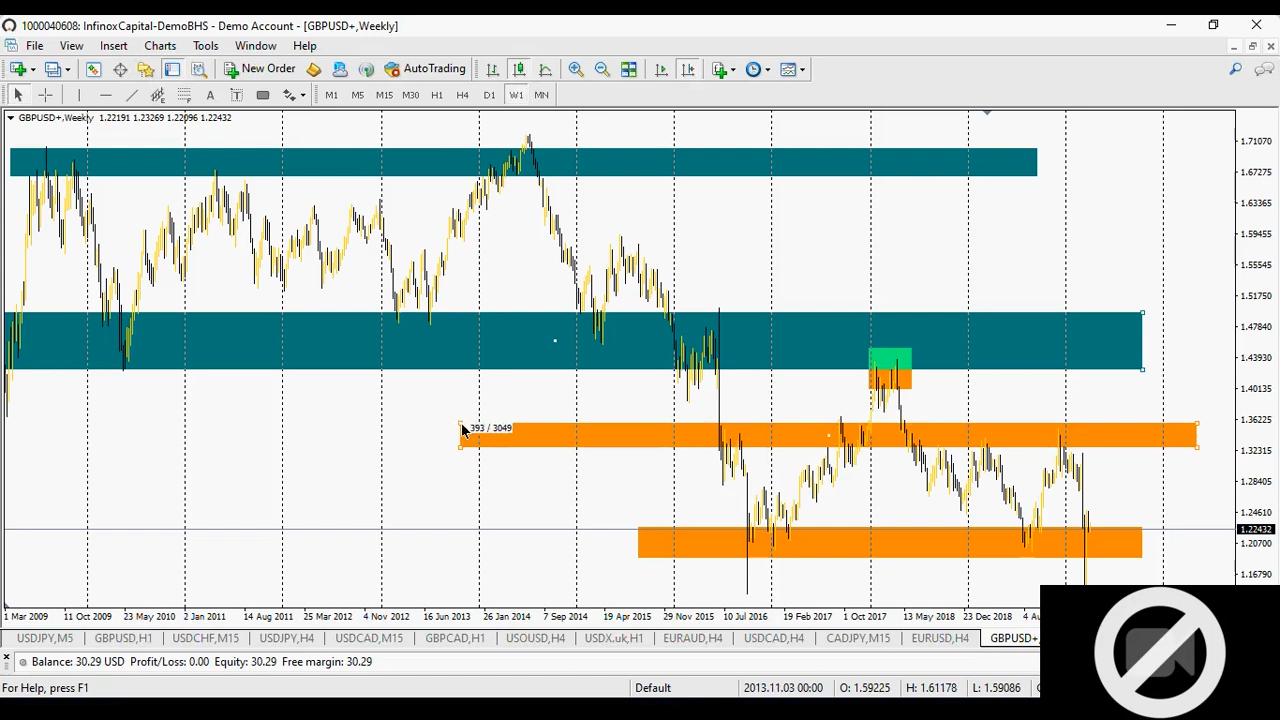 1000040608: InfinoxCapital-DemoBHS - Demo Account - [GBPUSD+,Weekly]
File View Insert Charts Tools Window Help
New Order AutoTrading
M1 M5 M15 M30 H1 H4 D1 W1 MN
GBPUSD+,Weekly 1.22191 1.23269 1.22096 1.22432
1.71070
1.67275
1.63365
1.59455
1.55545
1.51750
1.47840
1.43930
1.40135
1.36225
393 / 3049
1.32315
1.28405
1.24610
1.22432
1.20700
1.16790
1 Mar 2009 11 Oct 2009 23 May 2010 2 Jan 2011 14 Aug 2011 25 Mar 2012 4 Nov 2012 16 Jun 2013 26 Jan 2014 7 Sep 2014 19 Apr 2015 29 Nov 2015 10 Jul 2016 19 Feb 2017 1 Oct 2017 13 May 2018 23 Dec 2018 4 Au
USDJPY,M5 GBPUSD,H1 USDCHF,M15 USDJPY,H4 USDCAD,M15 GBPCAD,H1 USOUSD,H4 USDX.uk,H1 EURAUD,H4 USDCAD,H4 CADJPY,M15 EURUSD,H4 GBPUSD+,
Balance: 30.29 USD Profit/Loss: 0.00 Equity: 30.29 Free margin: 30.29
For Help, press F1 Default 2013.11.03 00:00 O: 1.59225 H: 1.61178 L: 1.59086